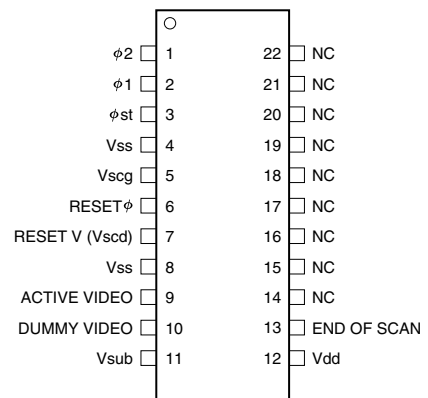 φ2 1 22 NC
φ1 2 21 NC
φst 3 20 NC
Vss 4 19 NC
Vscg 5 18 NC
RESETφ 6 17 NC
RESET V (Vscd) 7 16 NC
Vss 8 15 NC
ACTIVE VIDEO 9 14 NC
DUMMY VIDEO 10 13 END OF SCAN
Vsub 11 12 Vdd